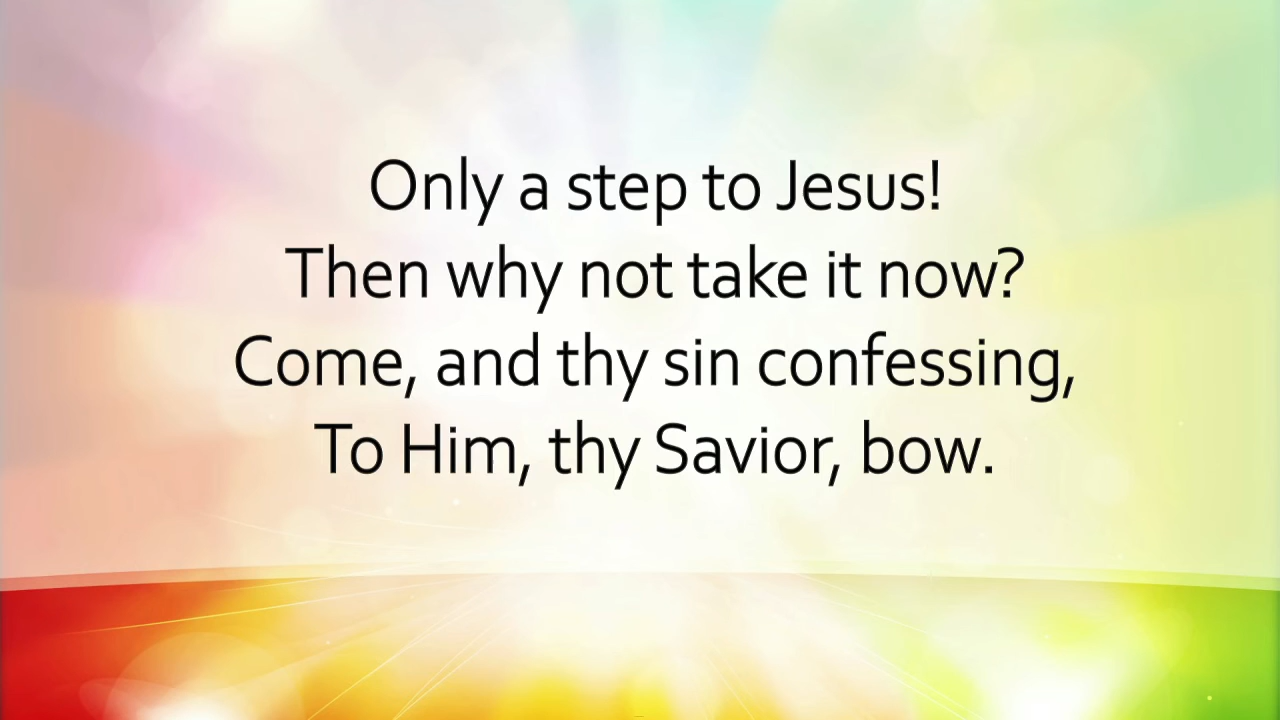 Only a step to Jesus!
Then why not take it now?
Come, and thy sin confessing,
To Him, thy Savior, bow.